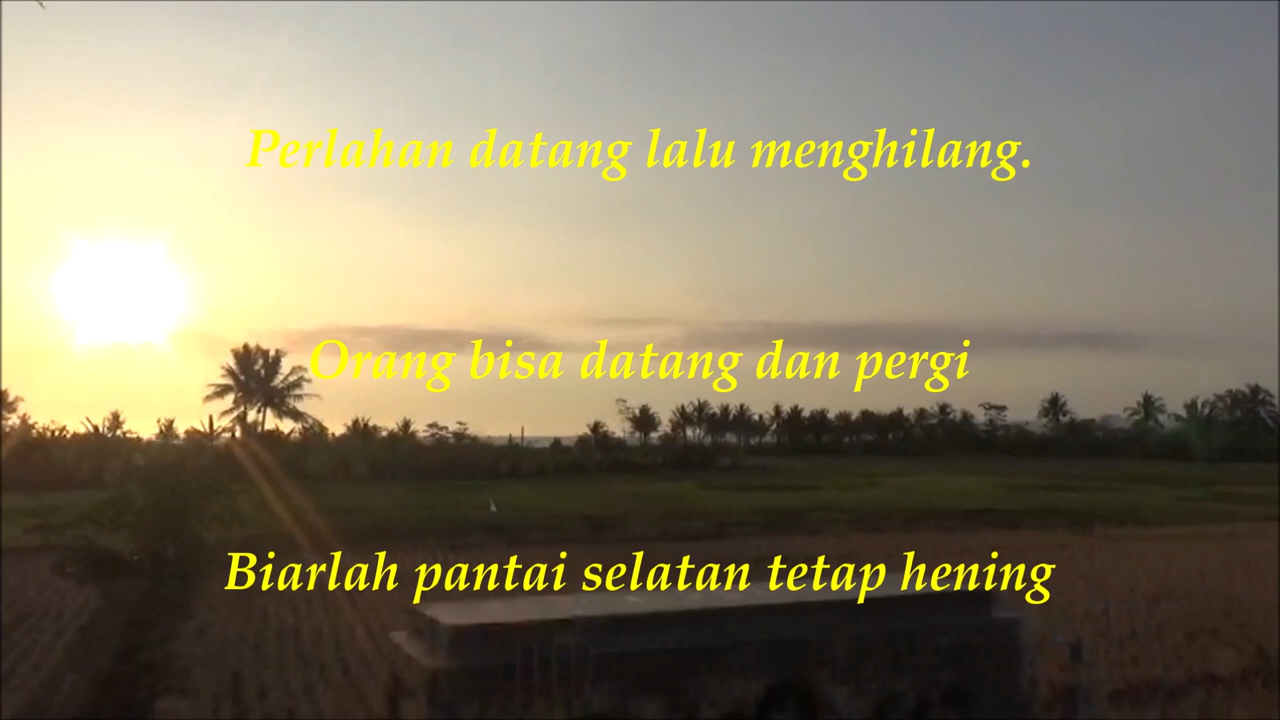 Perlahan datang lalu menghilang.
Orang bisa datang dan pergi
Biarlah pantai selatan tetap hening